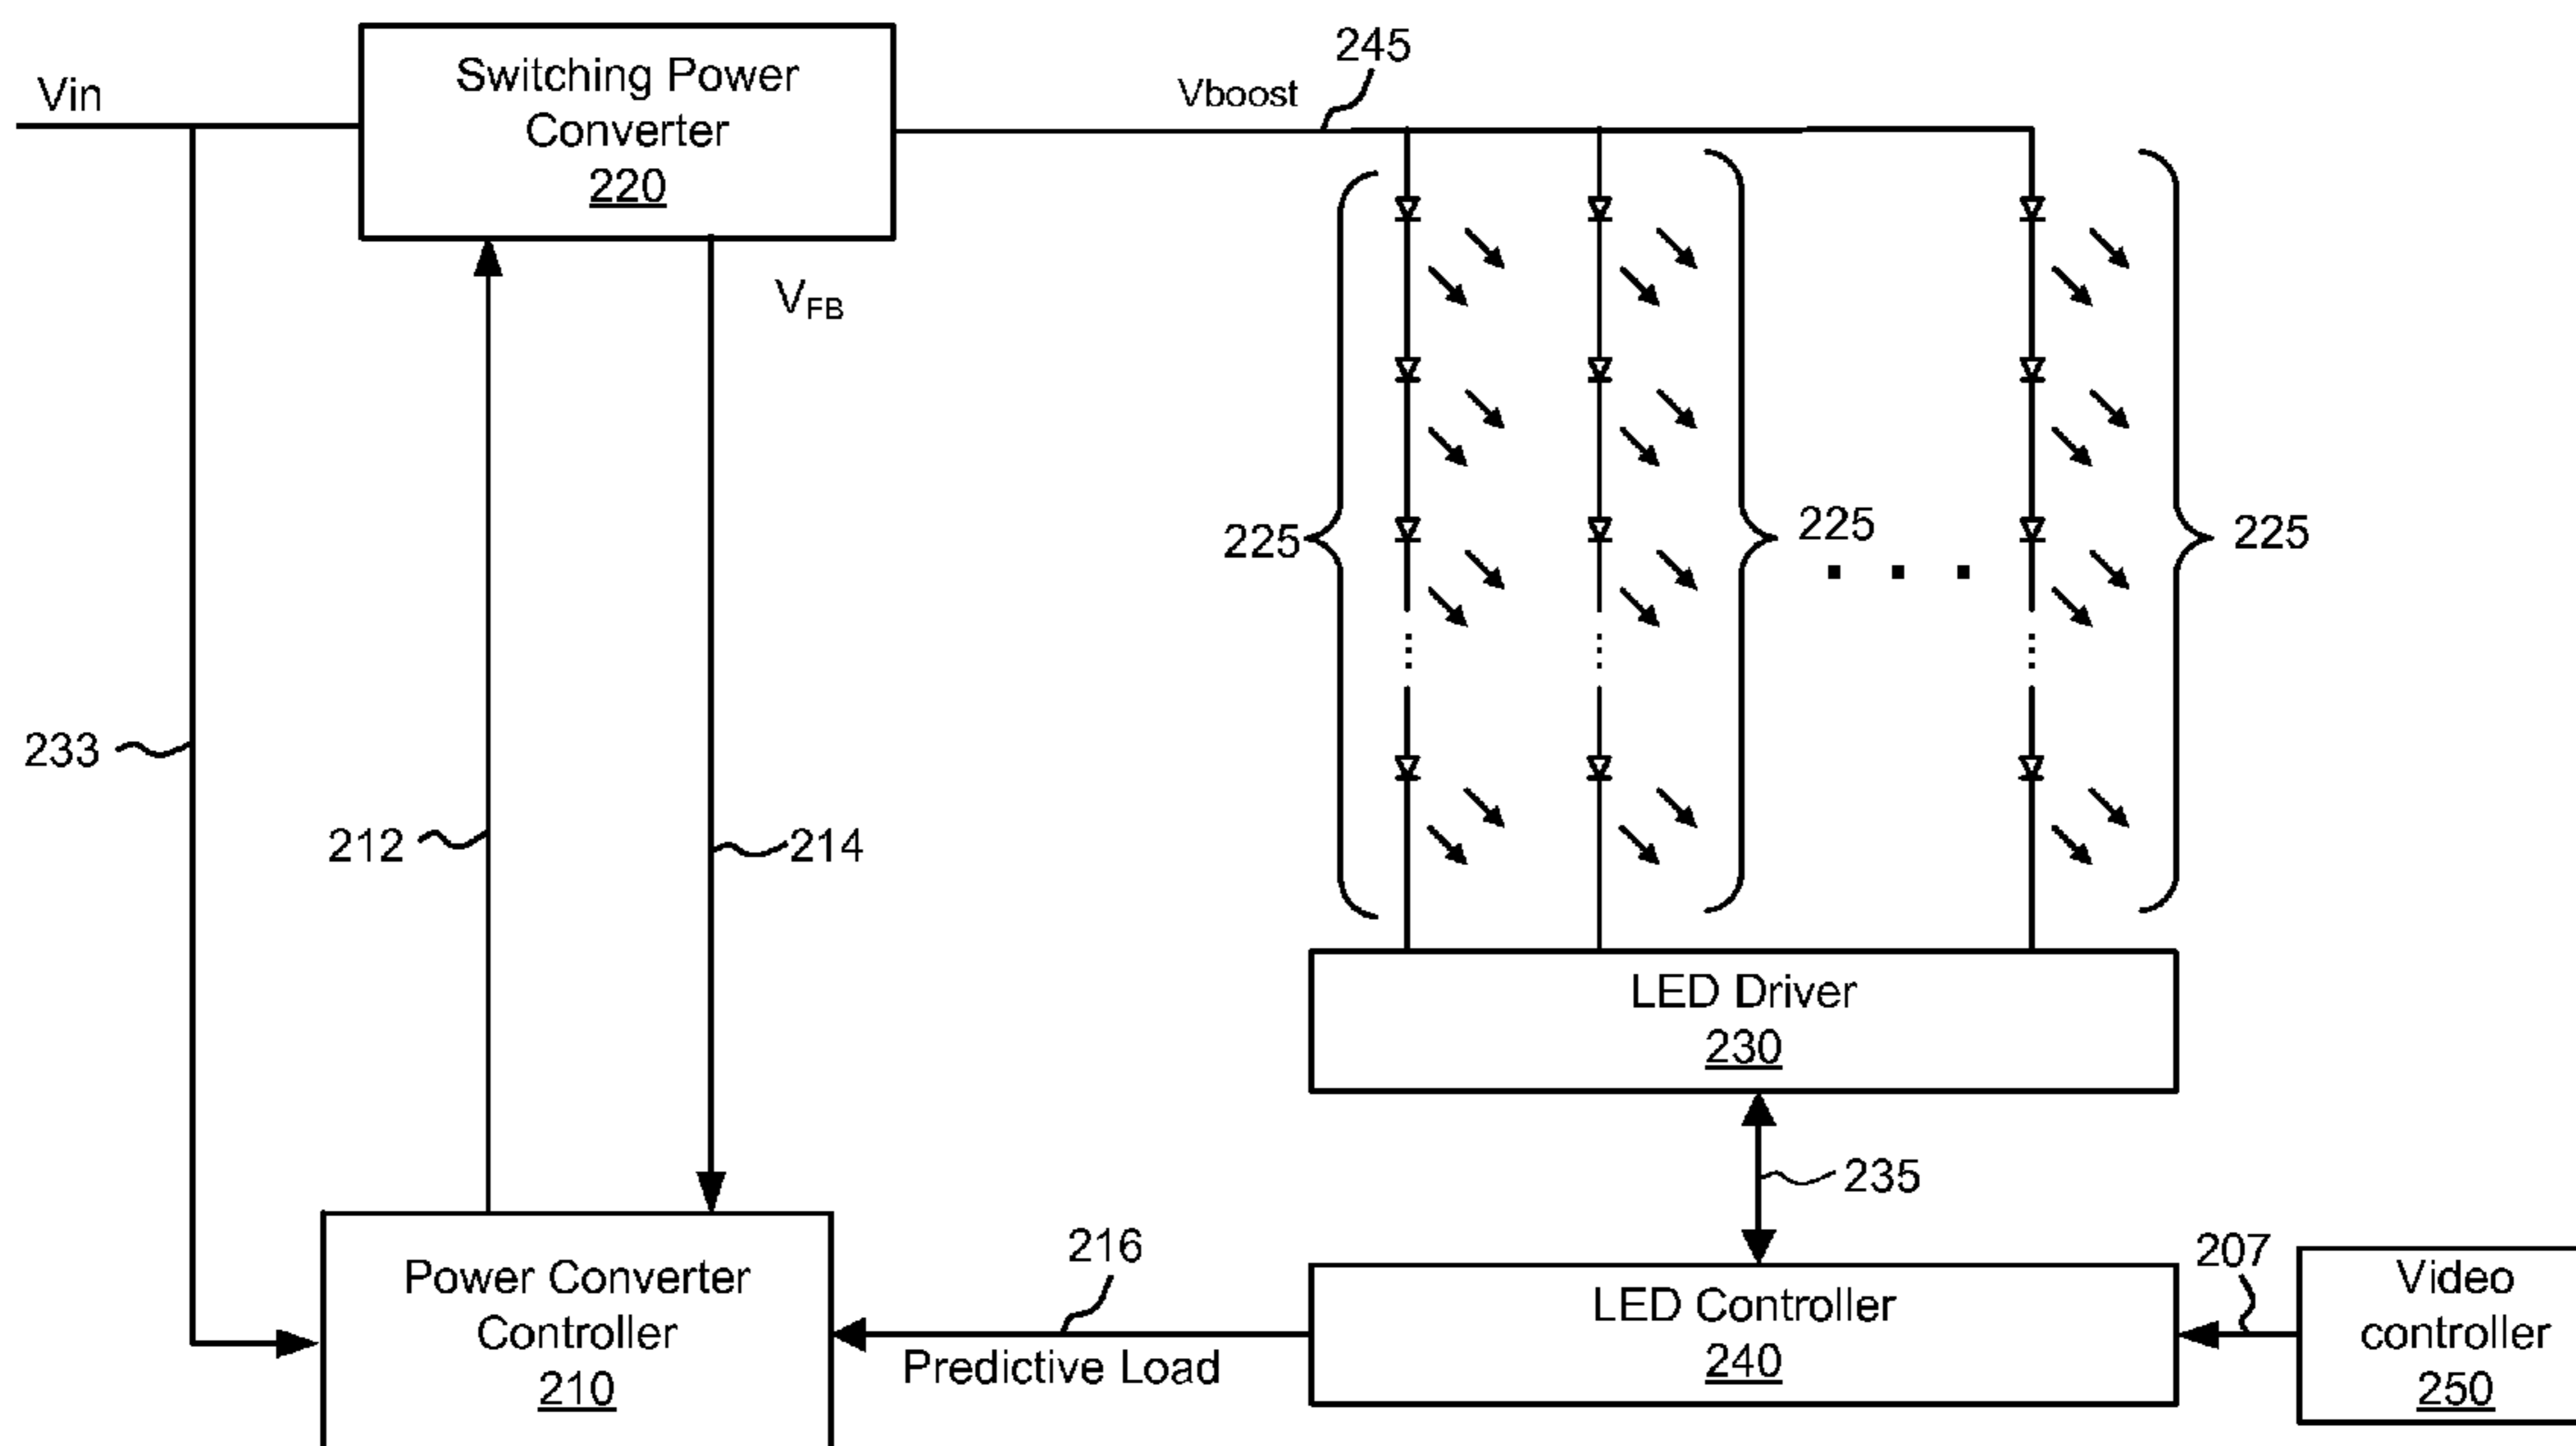 245
Vin
Switching Power
Converter
220
Vboost
VFB
225
225
225
233
212
214
LED Driver
230
235
216
207
Power Converter
Controller
210
Predictive Load
LED Controller
240
Video
controller
250